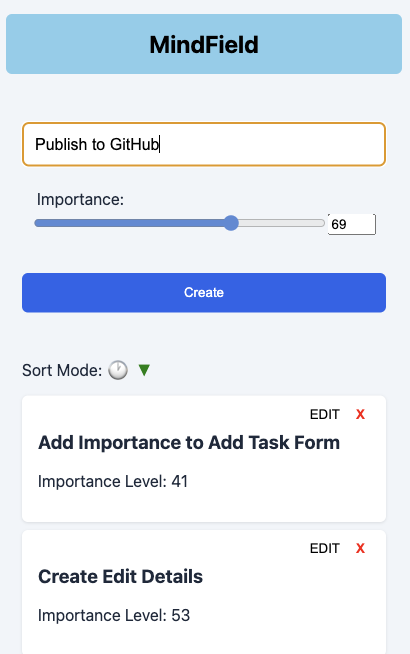 MindField
Publish to GitHub
Importance:
69
Create
Sort Mode: 🕐 ▼
EDIT X
Add Importance to Add Task Form
Importance Level: 41
EDIT X
Create Edit Details
Importance Level: 53